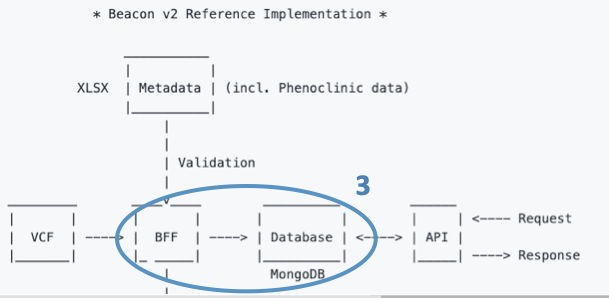 * Beacon v2 Reference Implementation *
XLSX Metadata (incl. Phenoclinic data)
Validation
3
<---- Request
VCF ----> BFF ----> Database <----> API
----> Response
MongoDB